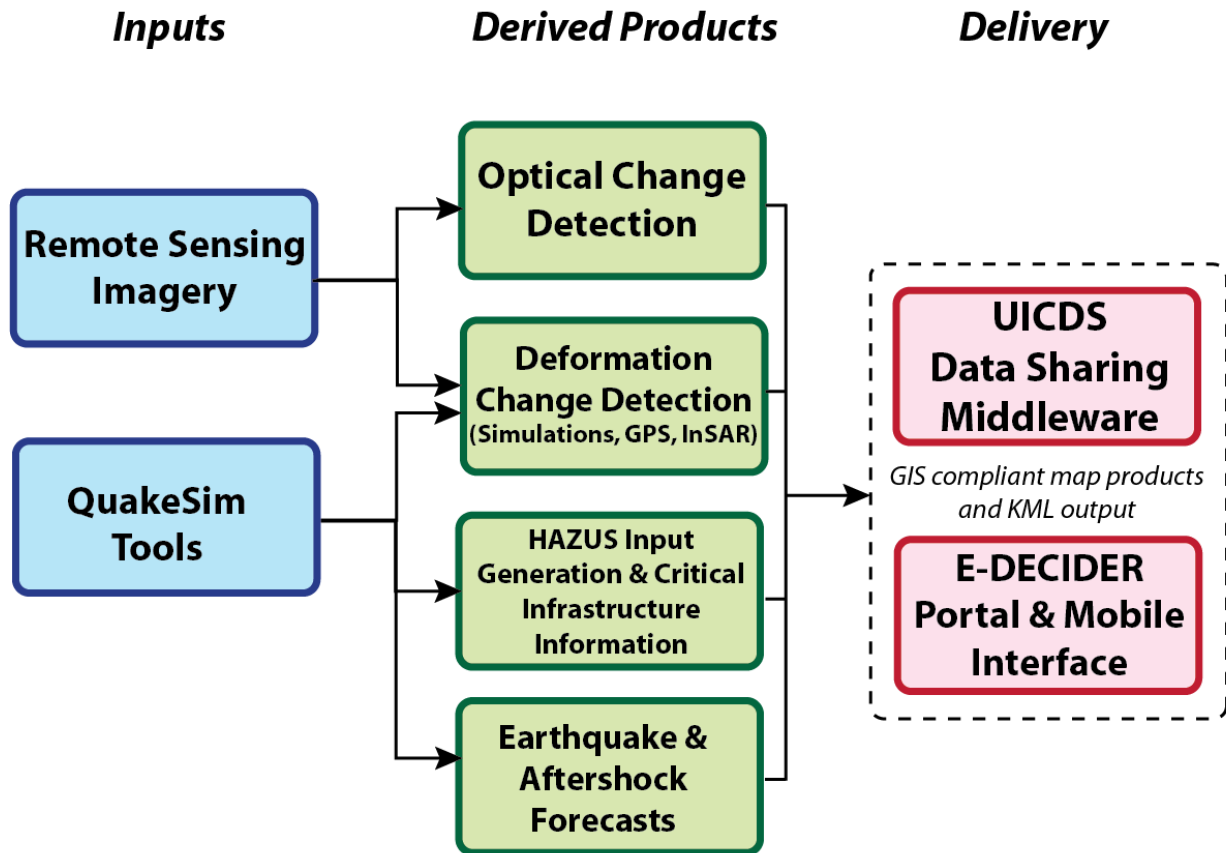 Inputs
Derived Products
Delivery
Remote Sensing
Imagery
QuakeSim
Tools
Optical Change
Detection
Deformation
Change Detection
(Simulations, GPS, InSAR)
HAZUS Input
Generation & Critical
Infrastructure
Information
Earthquake &
Aftershock
Forecasts
UICDS
Data Sharing
Middleware
GIS compliant map products
and KML output
E-DECIDER
Portal & Mobile
Interface